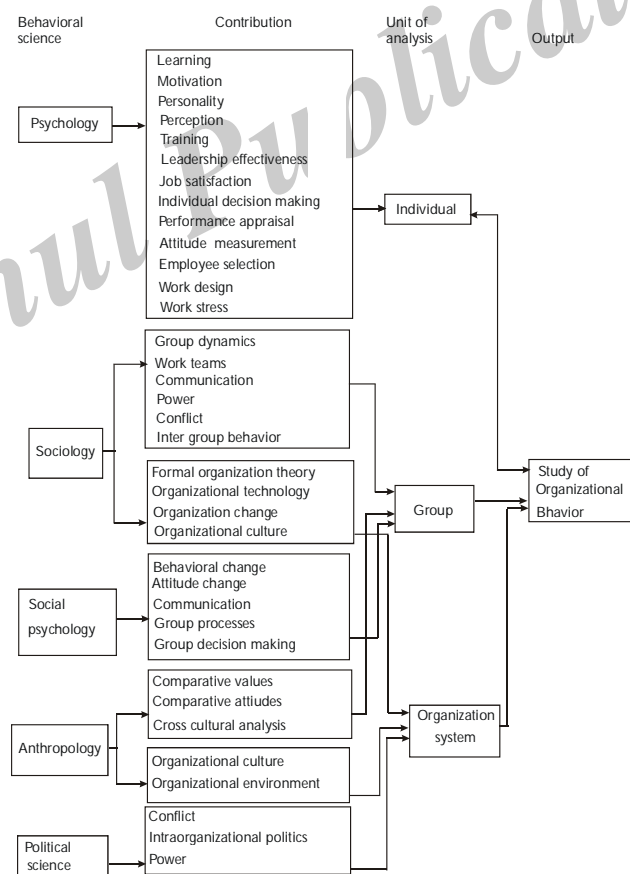 Behavioral
science
Contribution
Unit of
analysis
Output
Psychology
Learning
Motivation
Personality
Perception
Training
Leadership effectiveness
Job satisfaction
Individual decision making
Performance appraisal
Attitude measurement
Employee selection
Work design
Work stress
Individual
Sociology
Group dynamics
Work teams
Communication
Power
Conflict
Inter group behavior
Formal organization theory
Organizational technology
Organization change
Organizational culture
Group
Study of
Organizational
Bhavior
Social
psychology
Behavioral change
Attitude change
Communication
Group processes
Group decision making
Anthropology
Comparative values
Comparative attiudes
Cross cultural analysis
Organizational culture
Organizational environment
Organization
system
Political
science
Conflict
Intraorganizational politics
Power